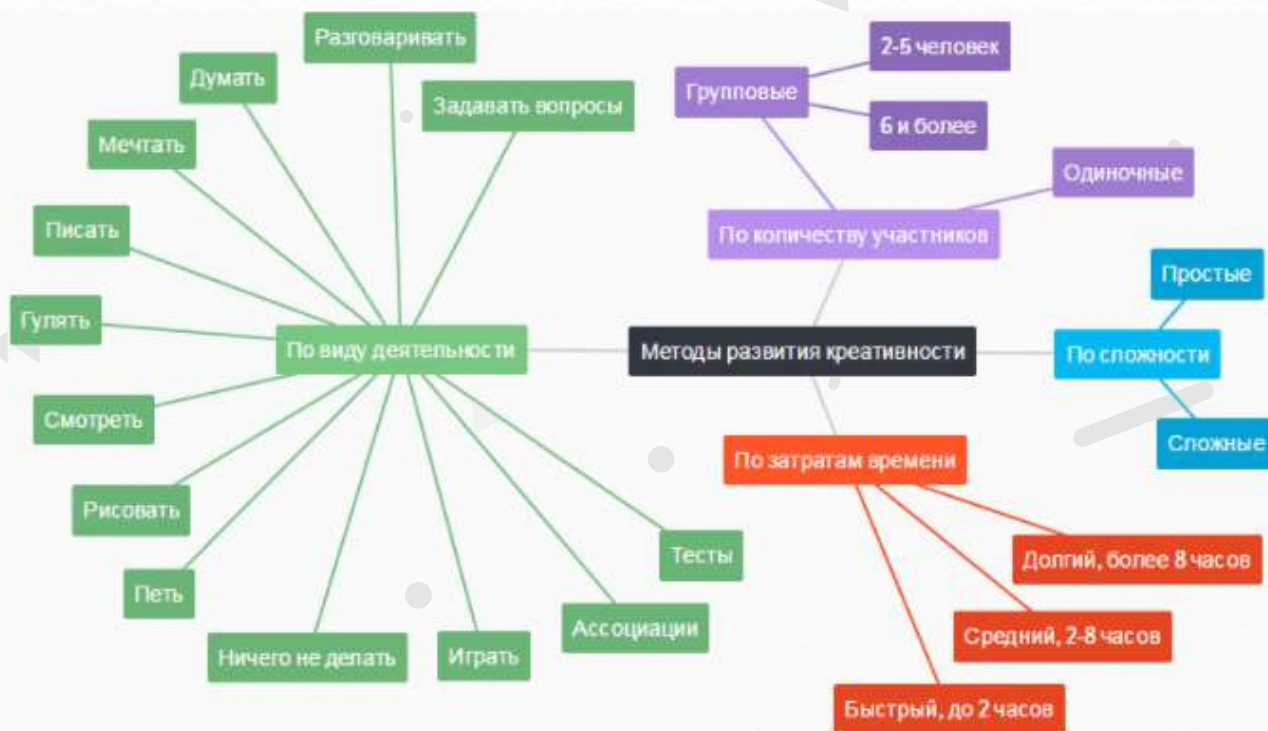 Разговаривать
Думать
Задавать вопросы
Мечтать
Писать
Гулять
По виду деятельности
Смотреть
Рисовать
Петь
Ничего не делать
Играть
Ассоциации
Тесты
Методы развития креативности
2-5 человек
Групповые
6 и более
Одиночные
По количеству участников
Простые
По сложности
Сложные
По затратам времени
Долгий, более 8 часов
Средний, 2-8 часов
Быстрый, до 2 часов